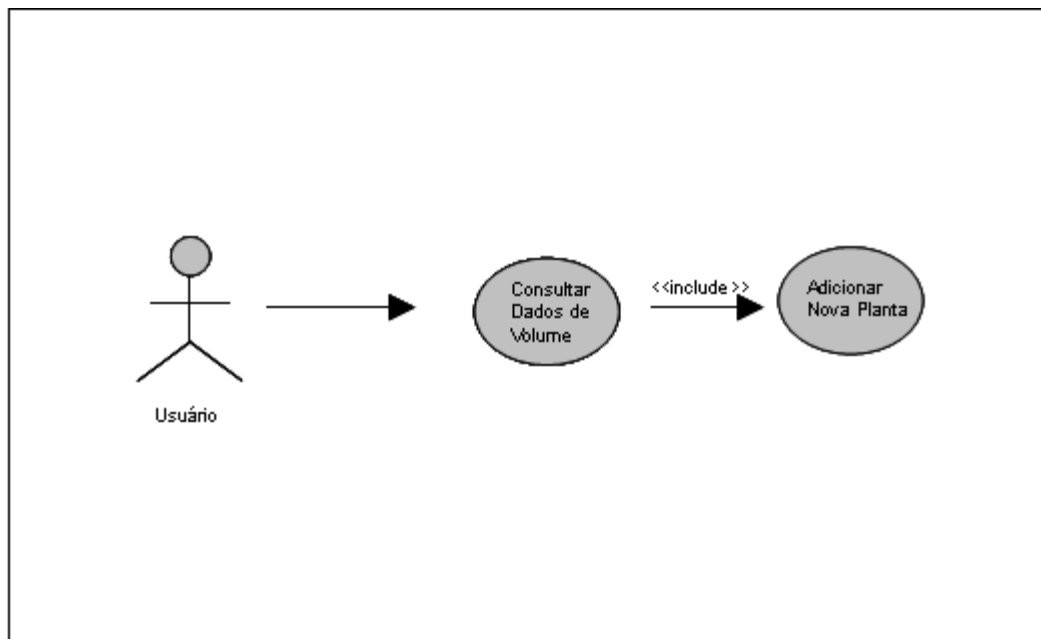 Consultar
Dados de
Volume
<<include>>
Adicionar
Nova Planta
Usuário